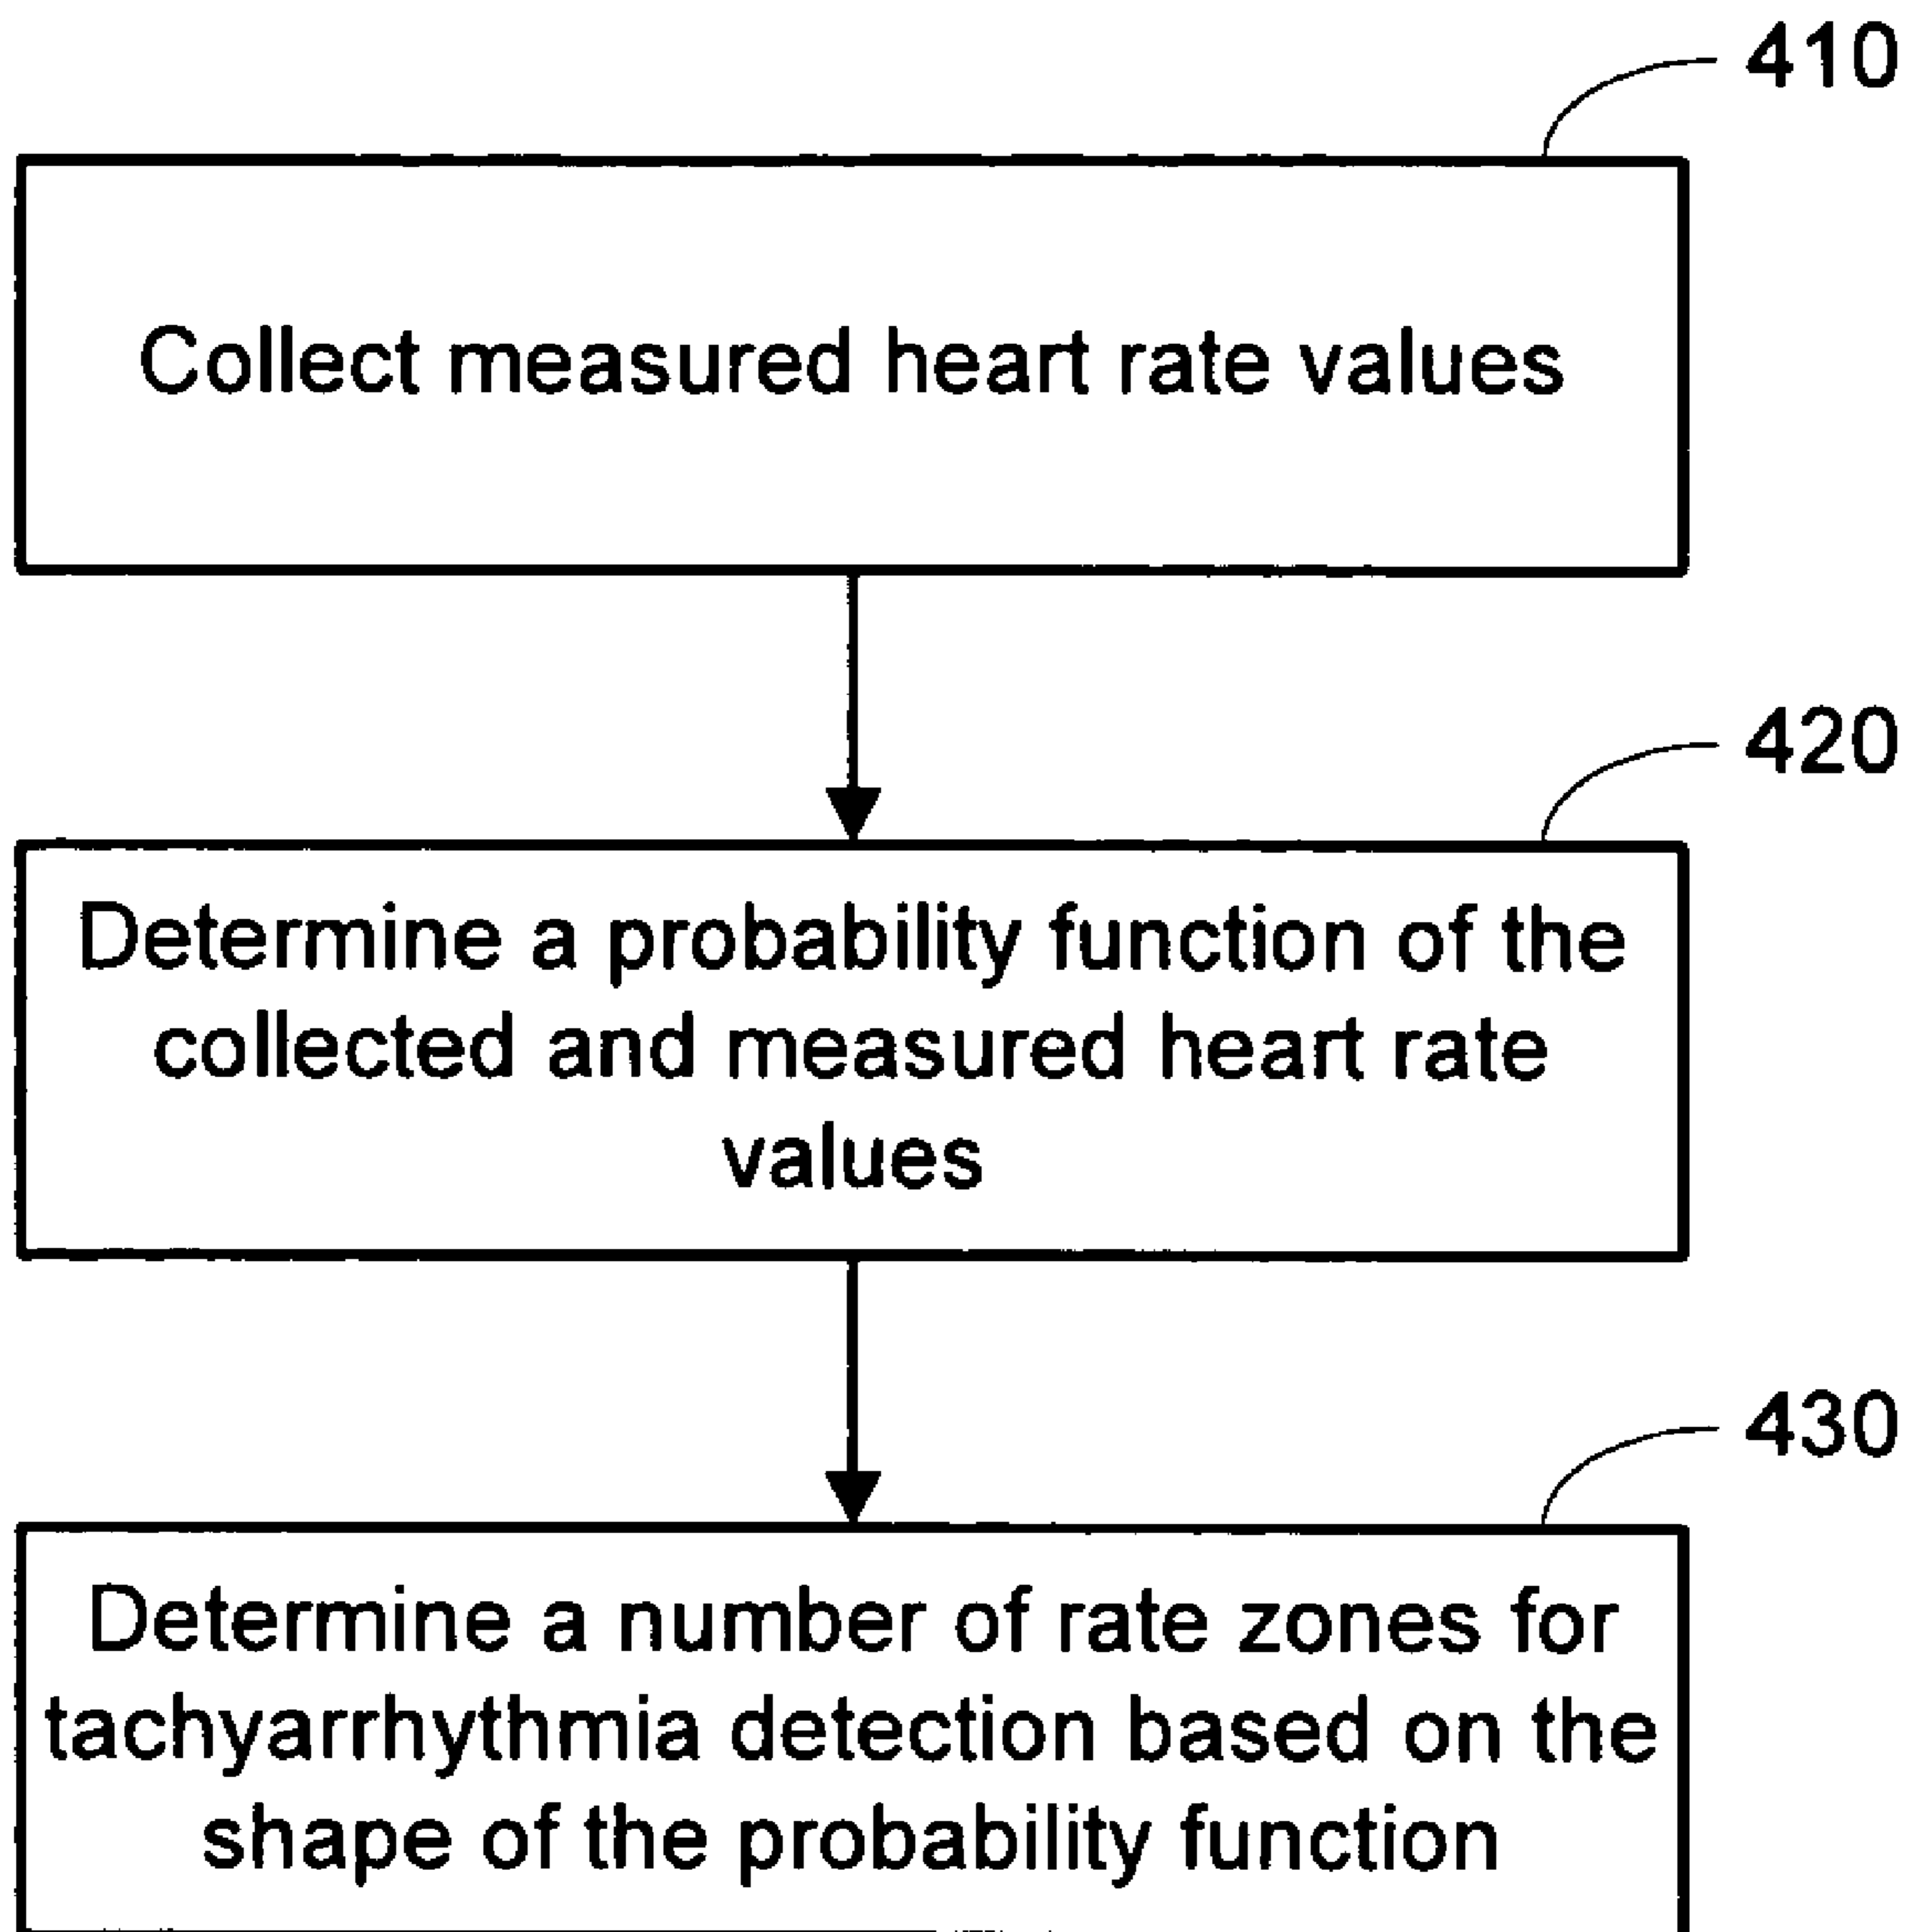 410
Collect measured heart rate values
420
Determine a probability function of the
collected and measured heart rate
values
430
Determine a number of rate zones for
tachyarrhythmia detection based on the
shape of the probability function